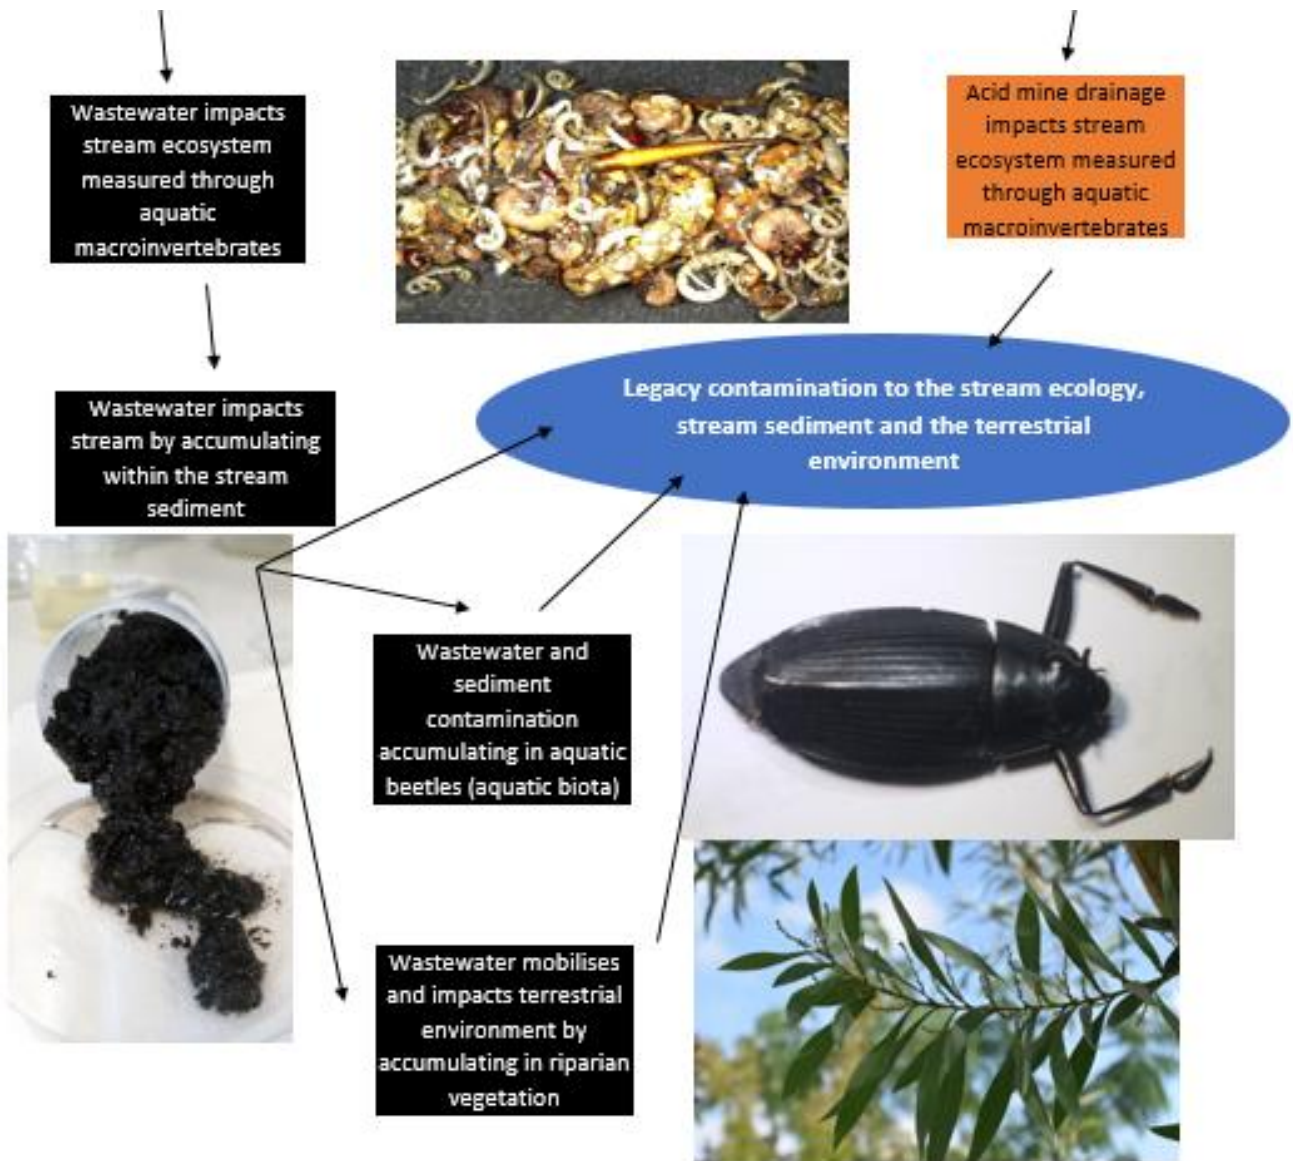 Wastewater impacts
stream ecosystem
measured through
aquatic
macroinvertebrates
Acid mine drainage
impacts stream
ecosystem measured
through aquatic
macroinvertebrates
Legacy contamination to the stream ecology,
stream sediment and the terrestrial
environment
Wastewater impacts
stream by accumulating
within the stream
sediment
Wastewater and
sediment
contamination
accumulating in aquatic
beetles (aquatic biota)
Wastewater mobilises
and impacts terrestrial
environment by
accumulating in riparian
vegetation